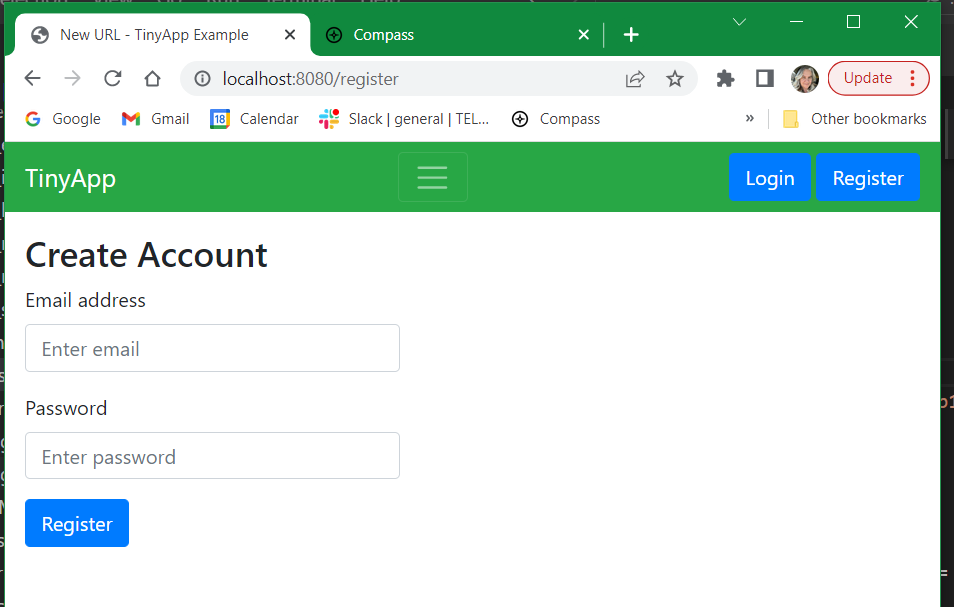 New URL - TinyApp Example
Compass
localhost:8080/register
Update
Google
Gmail
18
Calendar
Slack | general | TEL...
Compass
»
Other bookmarks
TinyApp
Login
Register
Create Account
Email address
Enter email
Password
Enter password
Register